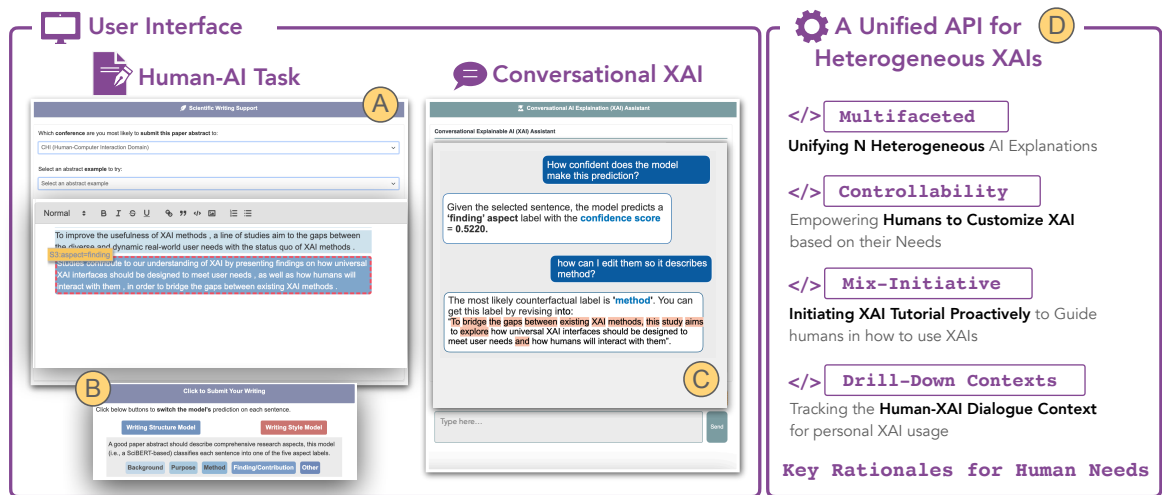 User Interface
Human-AI Task
A
Scientific Writing Support
Which conference are you most likely to submit this paper abstract to:
CHI (Human-Computer Interaction Domain)
Select an abstract example to try:
Select an abstract example
Normal
B I S U
To improve the usefulness of XAI methods , a line of studies aim to the gaps between
the diverse and dynamic real-world user needs with the status quo of XAI methods .
S3.aspect=finding
Studies contribute to our understanding of XAI by presenting findings on how universal
XAI interfaces should be designed to meet user needs , as well as how humans will
interact with them , in order to bridge the gaps between existing XAI methods .
B
Click to Submit Your Writing
Click below buttons to switch the model's prediction on each sentence.
Writing Structure Model
Writing Style Model
A good paper abstract should describe comprehensive research aspects, this model
(i.e., a SciBERT-based) classifies each sentence into one of the five aspect labels.
Background Purpose Method Finding/Contribution Other
Conversational XAI
Conversational AI Explaination (XAI) Assistant
Conversational Explainable AI (XAI) Assistant
How confident does the model
make this prediction?
Given the selected sentence, the model predicts a
'finding' aspect label with the confidence score
= 0.5220.
how can I edit them so it describes
method?
The most likely counterfactual label is 'method'. You can
get this label by revising into:
"To bridge the gaps between existing XAI methods, this study aims
to explore how universal XAI interfaces should be designed to
meet user needs and how humans will interact with them".
C
Type here...
Send
A Unified API for
Heterogeneous XAIs
D
</> Multifaceted
Unifying N Heterogeneous AI Explanations
</> Controllability
Empowering Humans to Customize XAI
based on their Needs
</> Mix-Initiative
Initiating XAI Tutorial Proactively to Guide
humans in how to use XAIs
</> Drill-Down Contexts
Tracking the Human-XAI Dialogue Context
for personal XAI usage
Key Rationales for Human Needs